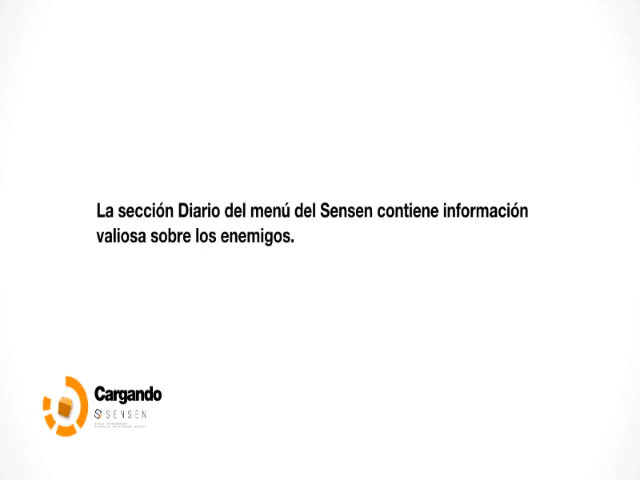 La sección Diario del menú del Sensen contiene información
valiosa sobre los enemigos.
Cargando
SENSEN